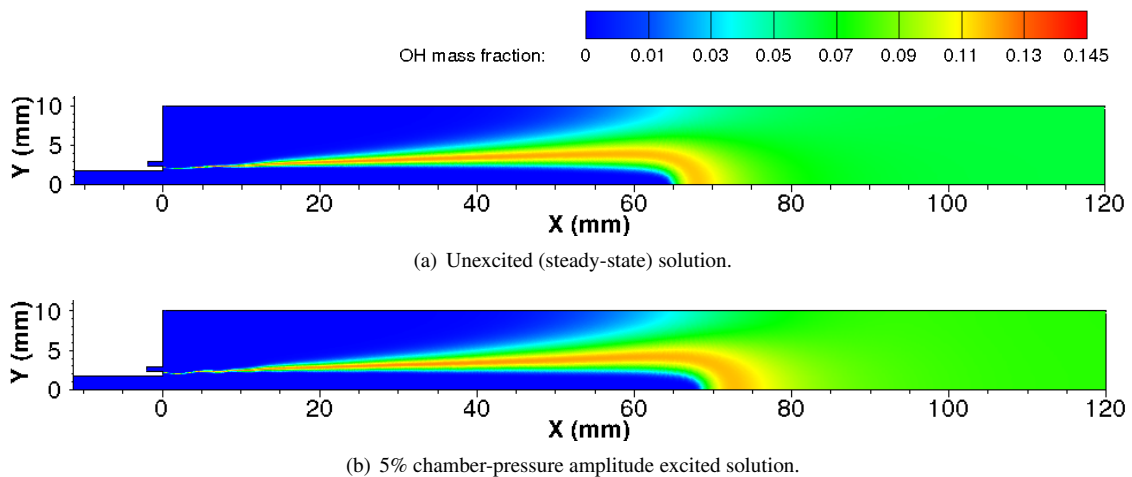 OH mass fraction: 0 0.01 0.03 0.05 0.07 0.09 0.11 0.13 0.145
10
5
0
Y (mm)
0 20 40 60 80 100 120
X (mm)
(a) Unexcited (steady-state) solution.
10
5
0
Y (mm)
0 20 40 60 80 100 120
X (mm)
(b) 5% chamber-pressure amplitude excited solution.